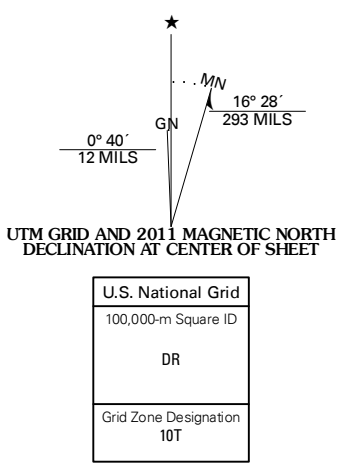 ★
. . . MN
16° 28´
293 MILS
GN
0° 40´
12 MILS
UTM GRID AND 2011 MAGNETIC NORTH
DECLINATION AT CENTER OF SHEET
U.S. National Grid
100,000-m Square ID
DR
Grid Zone Designation
10T